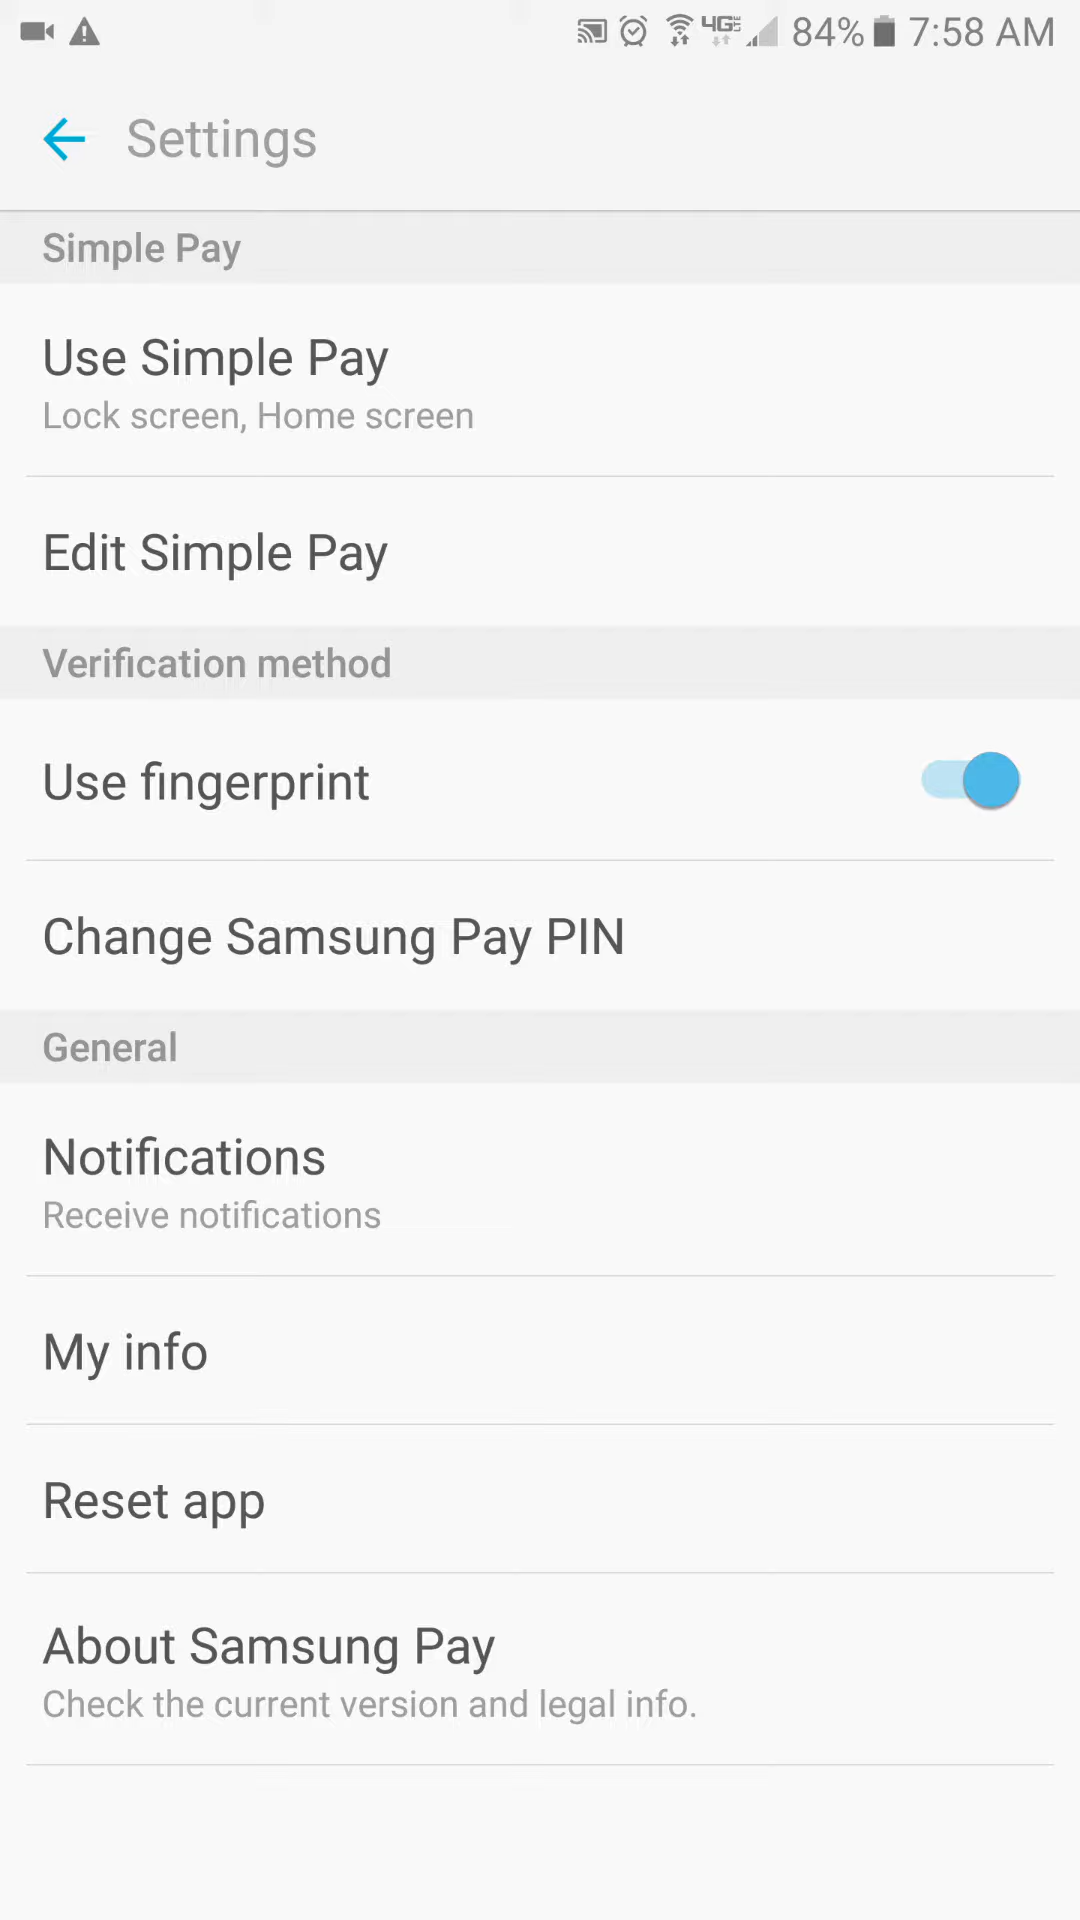 4G LTE 84% 7:58 AM
Settings
Simple Pay
Use Simple Pay
Lock screen, Home screen
Edit Simple Pay
Verification method
Use fingerprint
Change Samsung Pay PIN
General
Notifications
Receive notifications
My info
Reset app
About Samsung Pay
Check the current version and legal info.